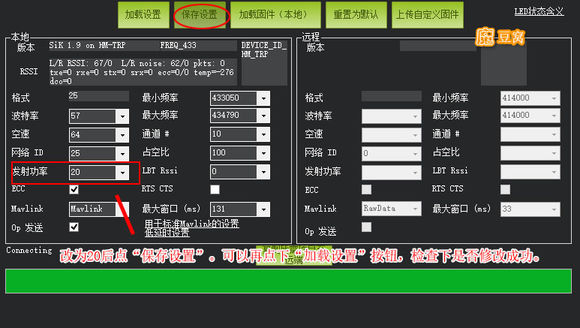 加载设置 保存设置 加载固件（本地） 重置为默认 上传自定义固件 LED状态含义
豆窝
本地 远程
版本 SiK 1.9 on HM-TRP FREQ_433 DEVICE_ID_HM_TRP 版本
RSSI L/R RSSI: 67/0 L/R noise: 62/0 pkts: 0
txe=0 rxe=0 stx=0 srx=0 ecc=0/0 temp=-276
dco=0
格式 25 最小频率 433050 格式 最小频率 414000
波特率 57 最大频率 434790 波特率 最大频率 414000
空速 64 通道 # 10 空速 通道 #
网络 ID 25 占空比 100 网络 ID 0 占空比
发射功率 20 LBT Rssi 0 发射功率 LBT Rssi
ECC RTS CTS ECC RTS CTS
Mavlink Mavlink 最大窗口 (ms) 131 Mavlink RawData 最大窗口 (ms) 33
Op 发送 用于标准Mavlink的设置 Op 发送
低延时设置
Connecting
改为20后点“保存设置”。可以再点下“加载设置”按钮，检查下是否修改成功。